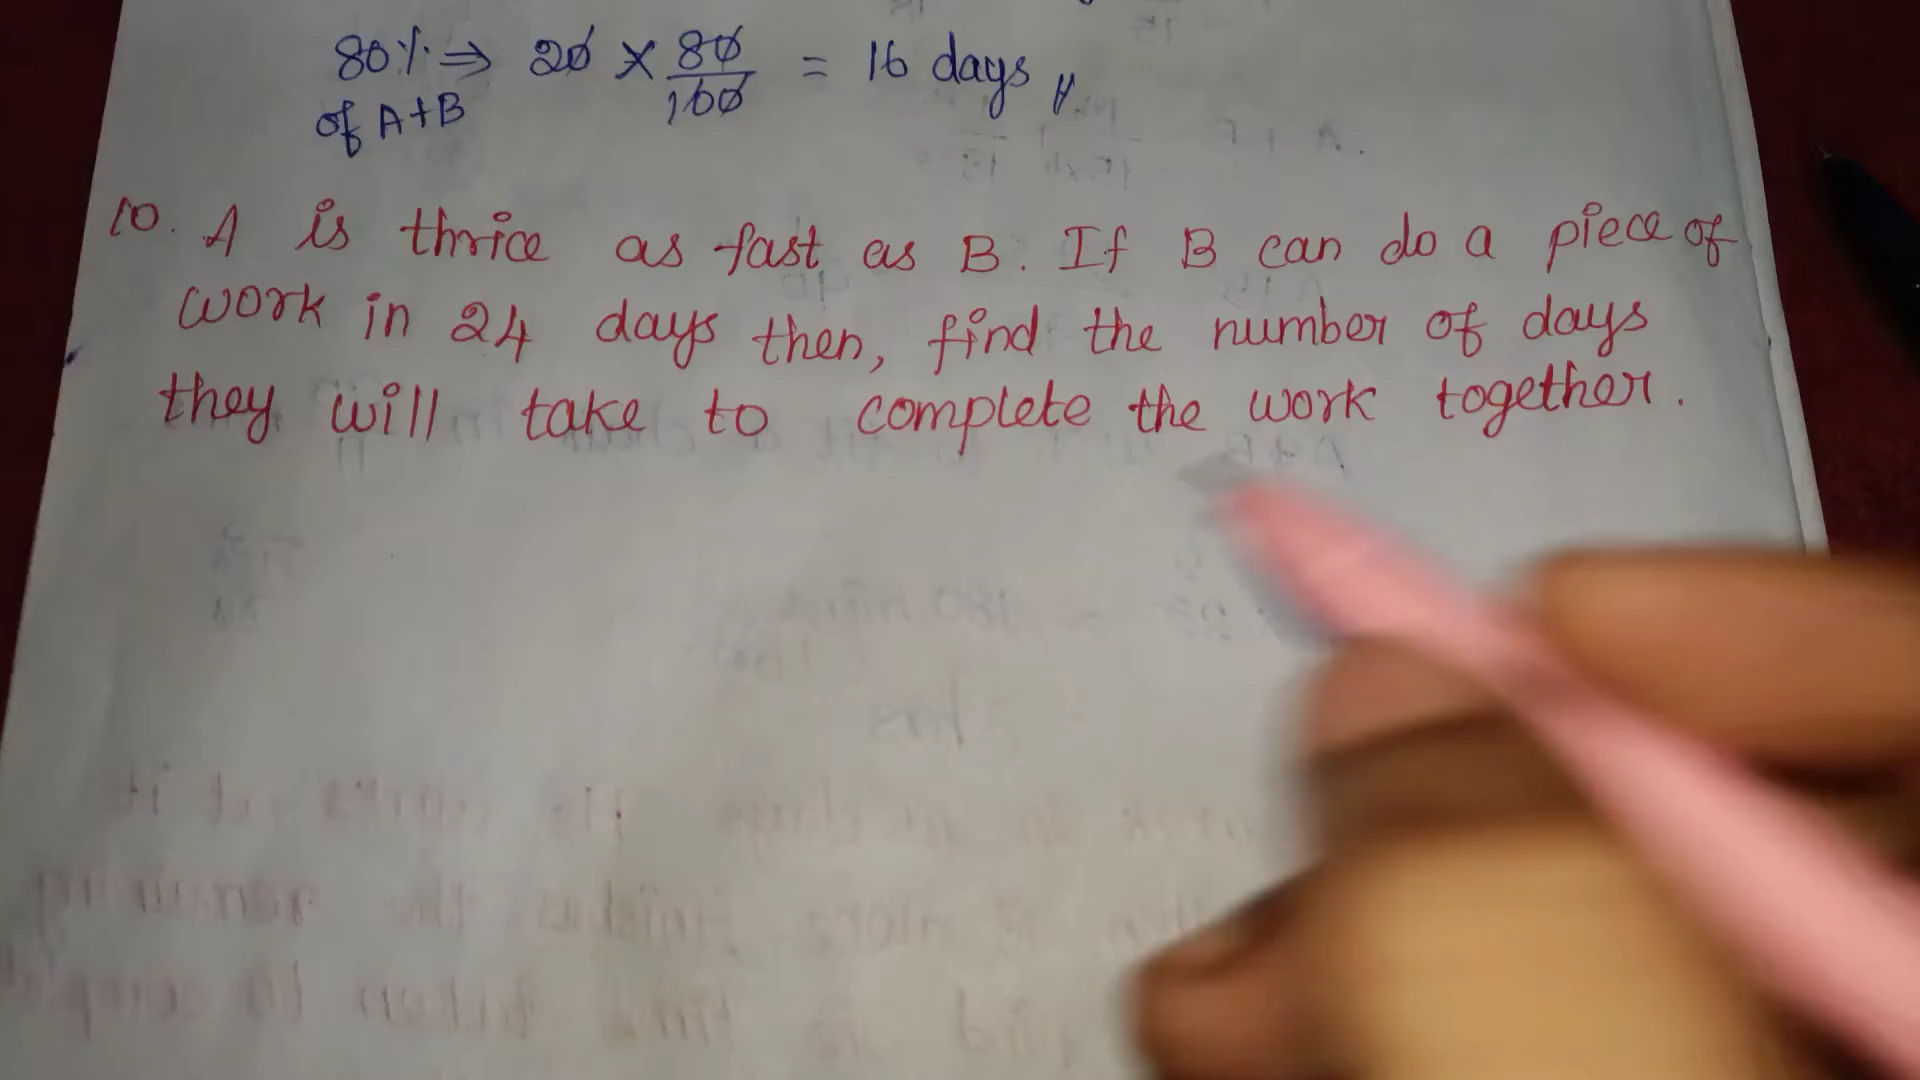 80% ⇒ 20 × 80/100 = 16 days
of A+B
10. A is thrice as fast as B. If B can do a piece of
work in 24 days then, find the number of days
they will take to complete the work together.